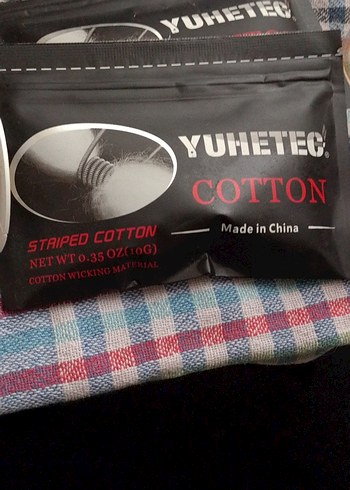 YUHETEC
YUHETEC®
COTTON
Made in China
STRIPED COTTON
NET WT 0.35 OZ(10G)
COTTON WICKING MATERIAL